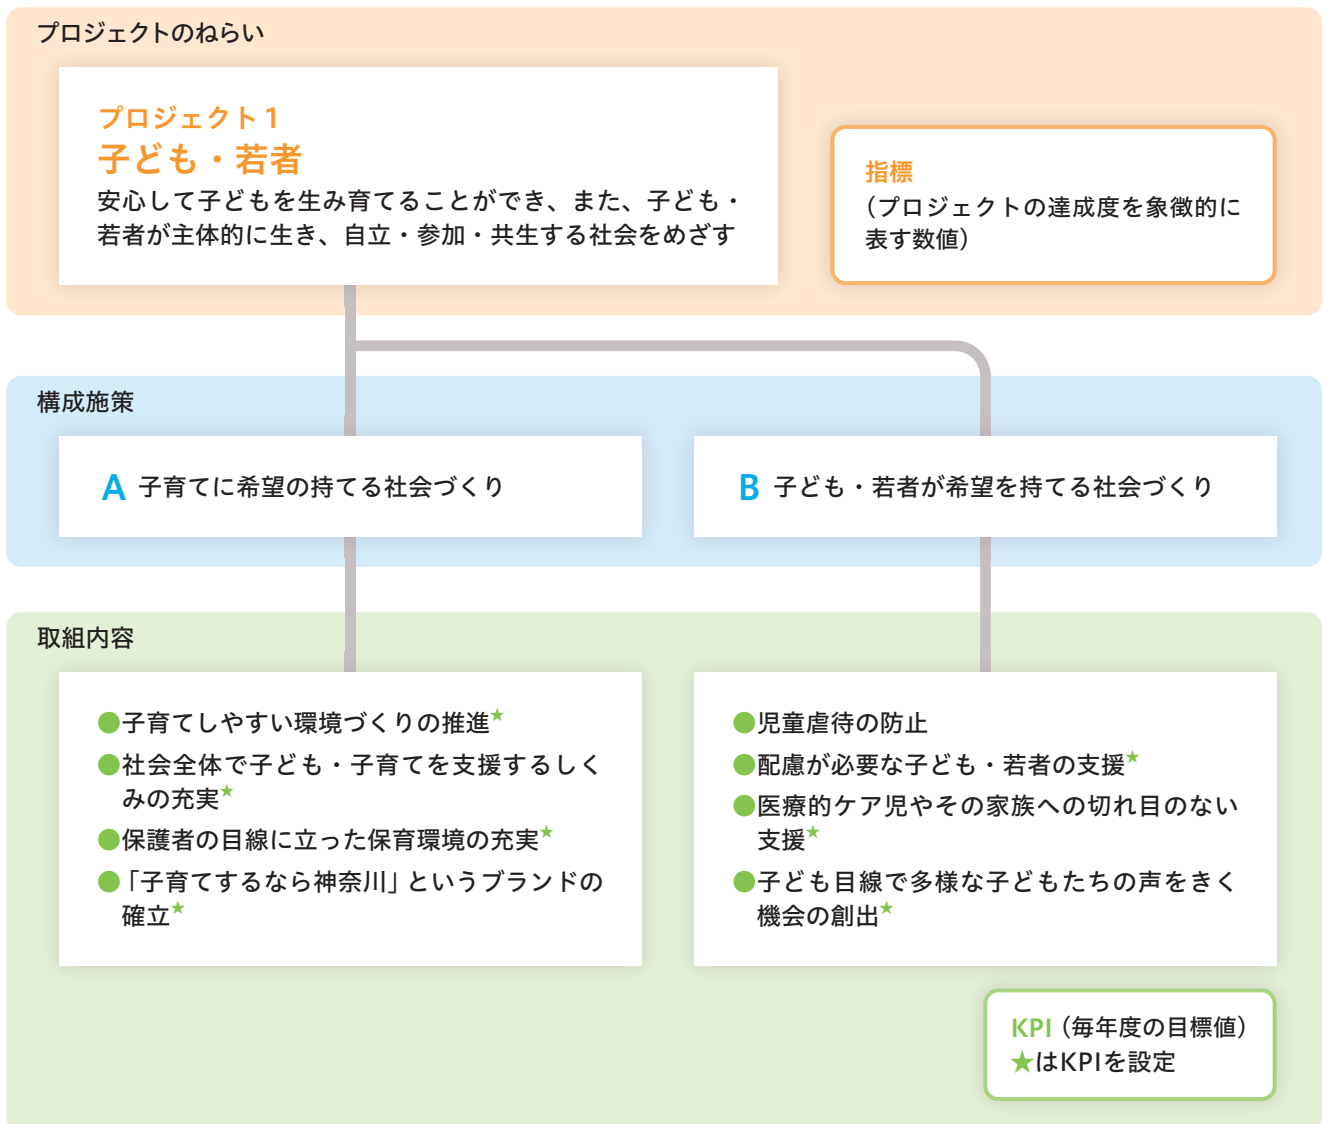 プロジェクトのねらい
プロジェクト1
子ども・若者
安心して子どもを生み育てることができ、また、子ども・
若者が主体的に生き、自立・参加・共生する社会をめざす
指標
（プロジェクトの達成度を象徴的に
表す数値）
構成施策
A 子育てに希望の持てる社会づくり
B 子ども・若者が希望を持てる社会づくり
取組内容
●子育てしやすい環境づくりの推進★
●社会全体で子ども・子育てを支援するしく
みの充実★
●保護者の目線に立った保育環境の充実★
●「子育てするなら神奈川」というブランドの
確立★
●児童虐待の防止
●配慮が必要な子ども・若者の支援★
●医療的ケア児やその家族への切れ目のない
支援★
●子ども目線で多様な子どもたちの声をきく
機会の創出★
KPI（毎年度の目標値）
★はKPIを設定